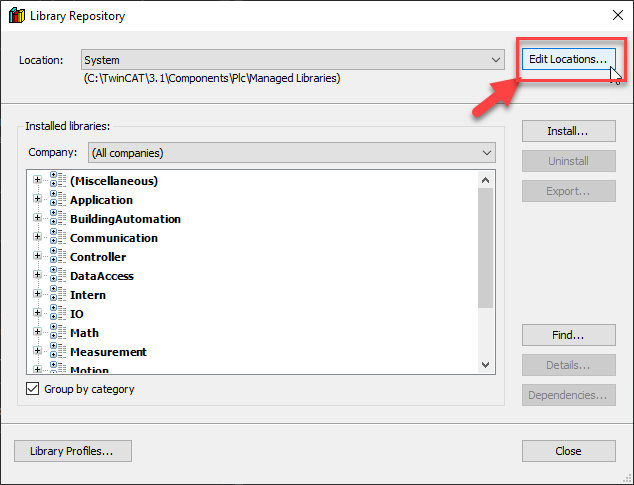 Library Repository
Location:
System
Edit Locations...
(C:\TwinCAT\3.1\Components\Plc\Managed Libraries)
Installed libraries:
Install...
Company:
(All companies)
Uninstall
(Miscellaneous)
Export...
Application
BuildingAutomation
Communication
Controller
DataAccess
Intern
IO
Math
Find...
Measurement
Details...
Motion
Group by category
Dependencies...
Library Profiles...
Close